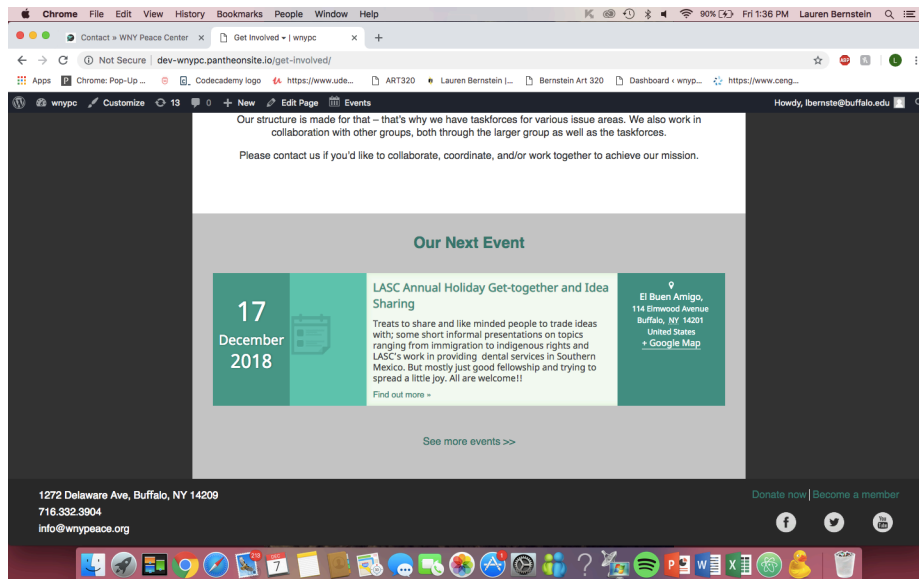 Chrome File Edit View History Bookmarks People Window Help 90% Fri 1:36 PM Lauren Bernstein
Contact » WNY Peace Center Get Involved | wnypc
Not Secure | dev-wnypc.pantheonsite.io/get-involved/
Apps Chrome: Pop-Up ... Codecademy logo https://www.ude... ART320 Lauren Bernstein |... Bernstein Art 320 Dashboard ‹ wnyp... https://www.ceng...
wnypc Customize 13 0 + New Edit Page Events Howdy, lbernste@buffalo.edu
Our structure is made for that – that's why we have taskforces for various issue areas. We also work in
collaboration with other groups, both through the larger group as well as the taskforces.
Please contact us if you'd like to collaborate, coordinate, and/or work together to achieve our mission.
Our Next Event
17
December
2018
LASC Annual Holiday Get-together and Idea
Sharing
Treats to share and like minded people to trade ideas
with; some short informal presentations on topics
ranging from immigration to indigenous rights and
LASC's work in providing dental services in Southern
Mexico. But mostly just good fellowship and trying to
spread a little joy. All are welcome!!
Find out more »
El Buen Amigo,
114 Elmwood Avenue
Buffalo, NY 14201
United States
+ Google Map
See more events >>
1272 Delaware Ave, Buffalo, NY 14209
716.332.3904
info@wnypeace.org
Donate now | Become a member